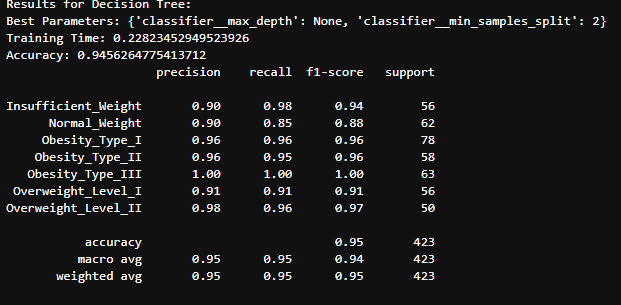 Results for Decision Tree:
Best Parameters: {'classifier__max_depth': None, 'classifier__min_samples_split': 2}
Training Time: 0.22823452949523926
Accuracy: 0.9456264775413712
precision recall f1-score support
Insufficient_Weight 0.90 0.98 0.94 56
Normal_Weight 0.90 0.85 0.88 62
Obesity_Type_I 0.96 0.96 0.96 78
Obesity_Type_II 0.96 0.95 0.96 58
Obesity_Type_III 1.00 1.00 1.00 63
Overweight_Level_I 0.91 0.91 0.91 56
Overweight_Level_II 0.98 0.96 0.97 50
accuracy 0.95 423
macro avg 0.95 0.95 0.94 423
weighted avg 0.95 0.95 0.95 423